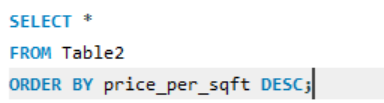 SELECT *
FROM Table2
ORDER BY price_per_sqft DESC;